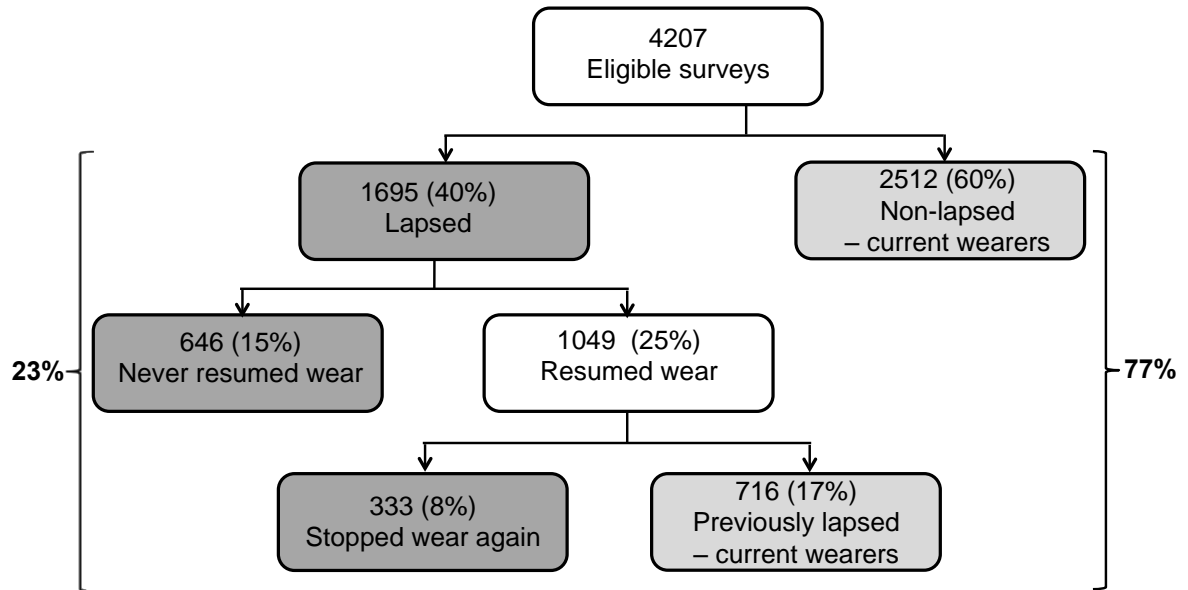 4207
Eligible surveys
1695 (40%)
Lapsed
2512 (60%)
Non-lapsed
– current wearers
646 (15%)
Never resumed wear
1049 (25%)
Resumed wear
23%
77%
333 (8%)
Stopped wear again
716 (17%)
Previously lapsed
– current wearers